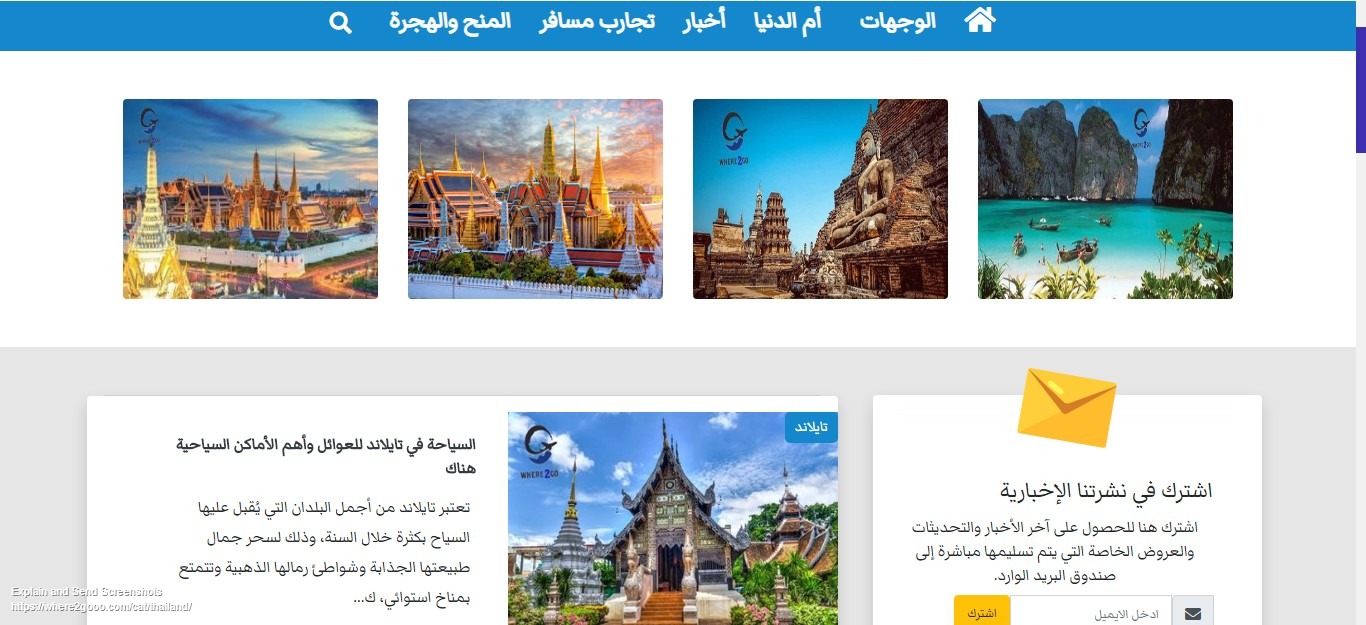 الوجهات أم الدنيا أخبار تجارب مسافر المنح والهجرة
WHERE2GO
WHERE2GO
تايلاند
WHERE2GO
السياحة في تايلاند للعوائل وأهم الأماكن السياحية
هناك
تعتبر تايلاند من أجمل البلدان التي يُقبل عليها
السياح بكثرة خلال السنة، وذلك لسحر جمال
طبيعتها الجذابة وشواطئ رمالها الذهبية وتتمتع
بمناخ استوائي، ك...
اشترك في نشرتنا الإخبارية
اشترك هنا للحصول على آخر الأخبار والتحديثات
والعروض الخاصة التي يتم تسليمها مباشرة إلى
صندوق البريد الوارد.
ادخل الايميل
اشترك
Explain and Send Screenshots
https://where2gooo.com/cat/thailand/